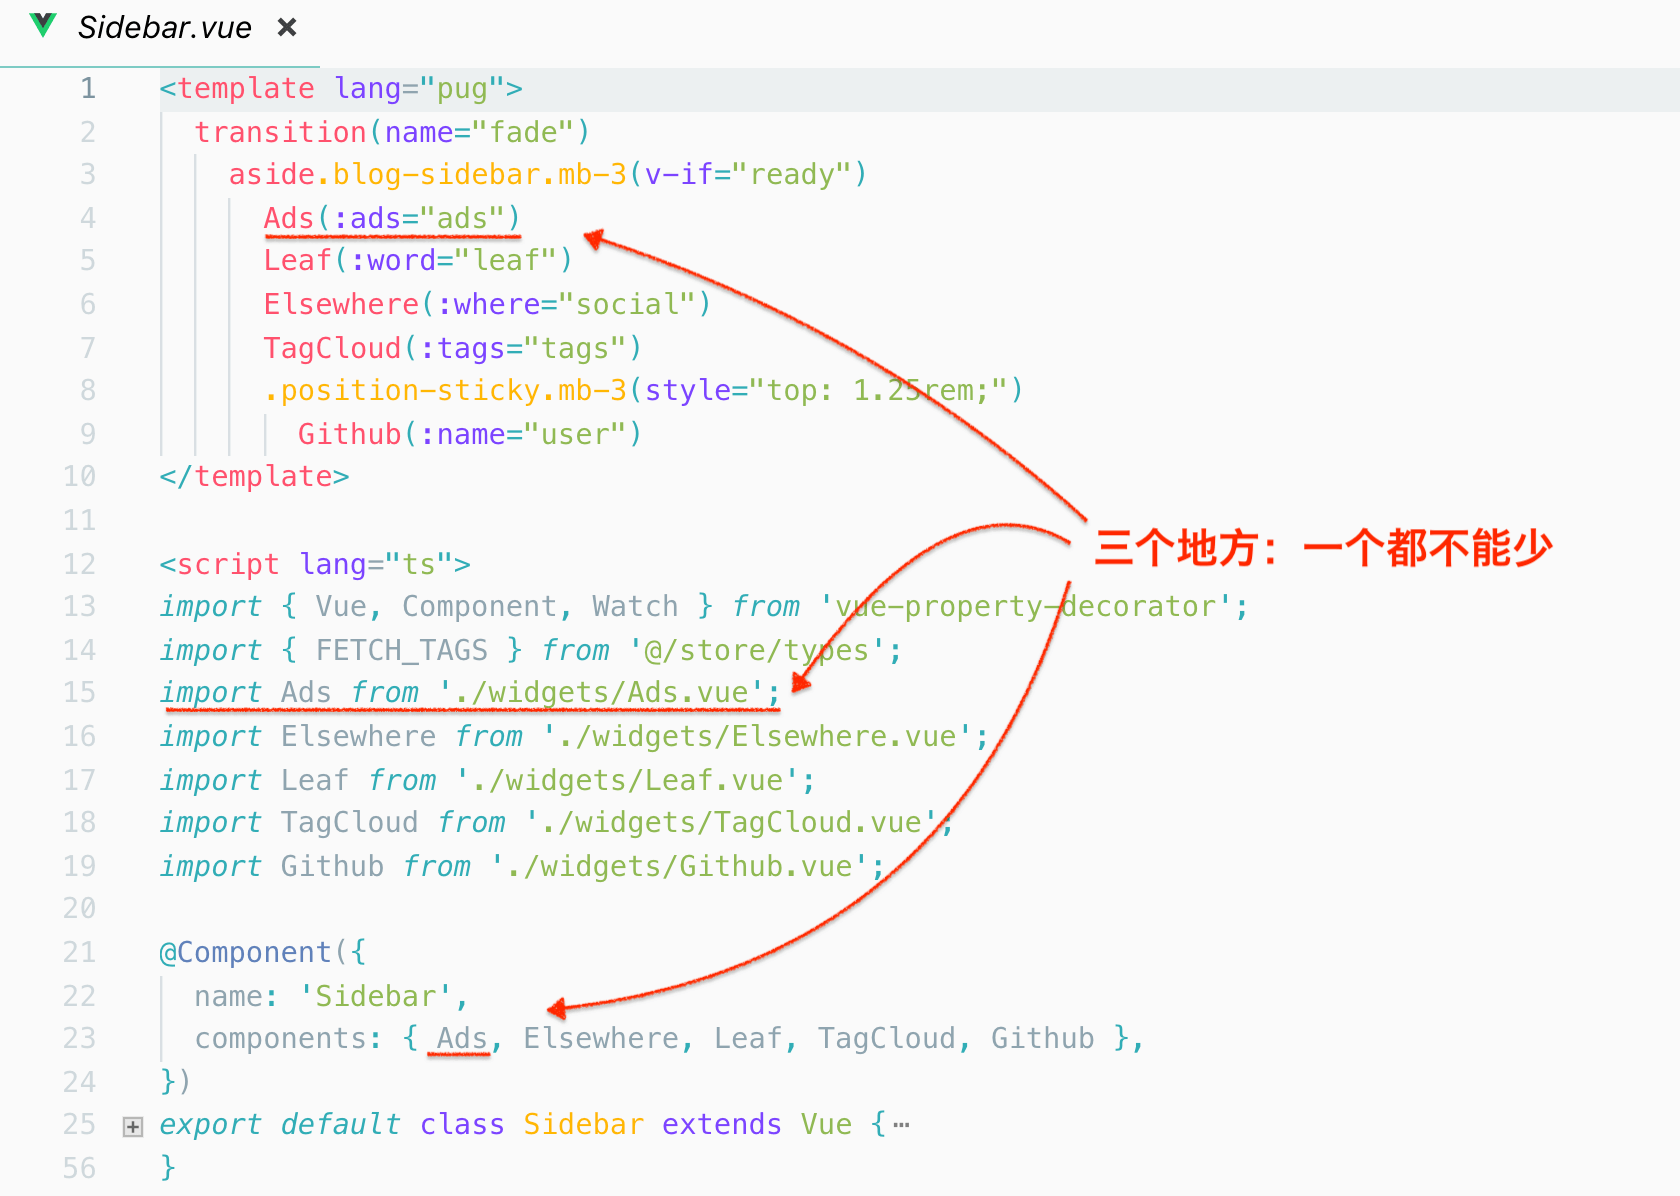 Sidebar.vue ×
1 <template lang="pug">
2   transition(name="fade")
3     aside.blog-sidebar.mb-3(v-if="ready")
4       Ads(:ads="ads")
5       Leaf(:word="leaf")
6       Elsewhere(:where="social")
7       TagCloud(:tags="tags")
8       .position-sticky.mb-3(style="top: 1.25rem;")
9         Github(:name="user")
10 </template>
11
三个地方：一个都不能少
12 <script lang="ts">
13 import { Vue, Component, Watch } from 'vue-property-decorator';
14 import { FETCH_TAGS } from '@/store/types';
15 import Ads from './widgets/Ads.vue';
16 import Elsewhere from './widgets/Elsewhere.vue';
17 import Leaf from './widgets/Leaf.vue';
18 import TagCloud from './widgets/TagCloud.vue';
19 import Github from './widgets/Github.vue';
20
21 @Component({
22   name: 'Sidebar',
23   components: { Ads, Elsewhere, Leaf, TagCloud, Github },
24 })
25 export default class Sidebar extends Vue {⋯
56 }